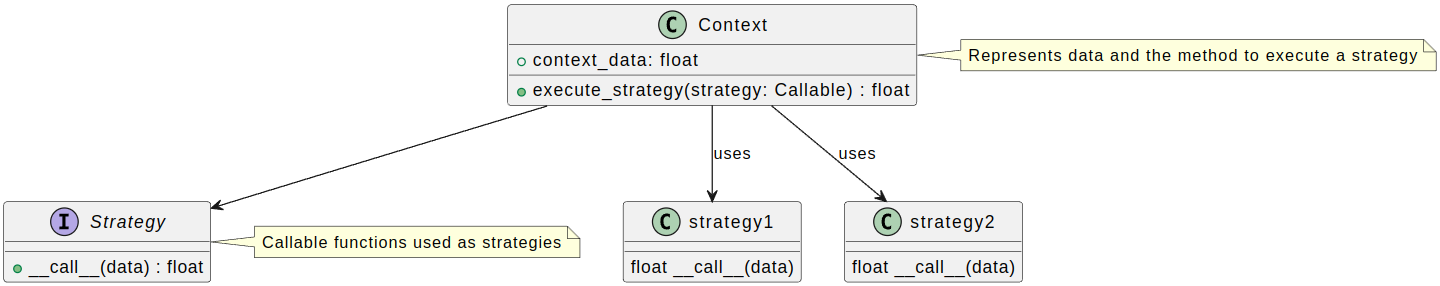 C Context
context_data: float
execute_strategy(strategy: Callable) : float
Represents data and the method to execute a strategy
uses
uses
I Strategy
__call__(data) : float
Callable functions used as strategies
C strategy1
float __call__(data)
C strategy2
float __call__(data)